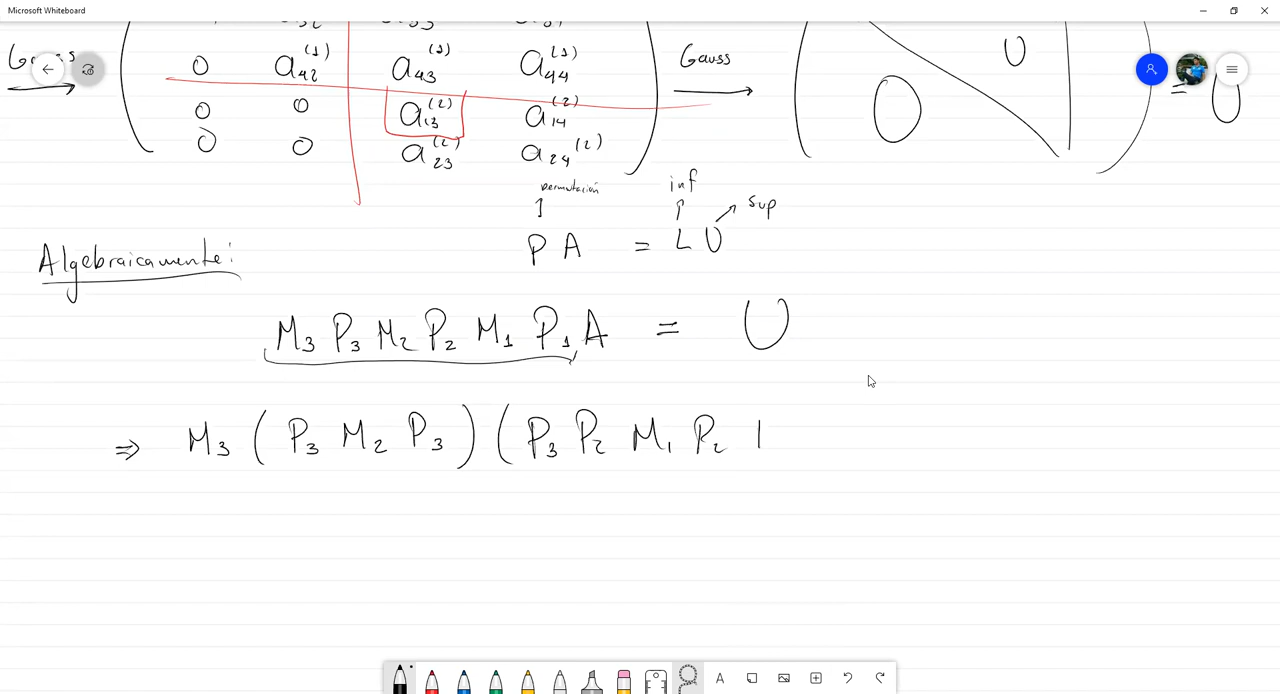 Microsoft Whiteboard
Gauss
0 a₄₂⁽¹⁾ a₄₃⁽¹⁾ a₄₄⁽¹⁾
Gauss
0
0 0 a₁₃⁽²⁾ a₁₄⁽²⁾
0
= U
0 0 a₂₃⁽²⁾ a₂₄⁽²⁾
permutación
inf
sup
P A = L U
Algebraicamente:
M₃ P₃ M₂ P₂ M₁ P₁ A = U
⇒ M₃ ( P₃ M₂ P₃ ) ( P₃ P₂ M₁ P₂
A